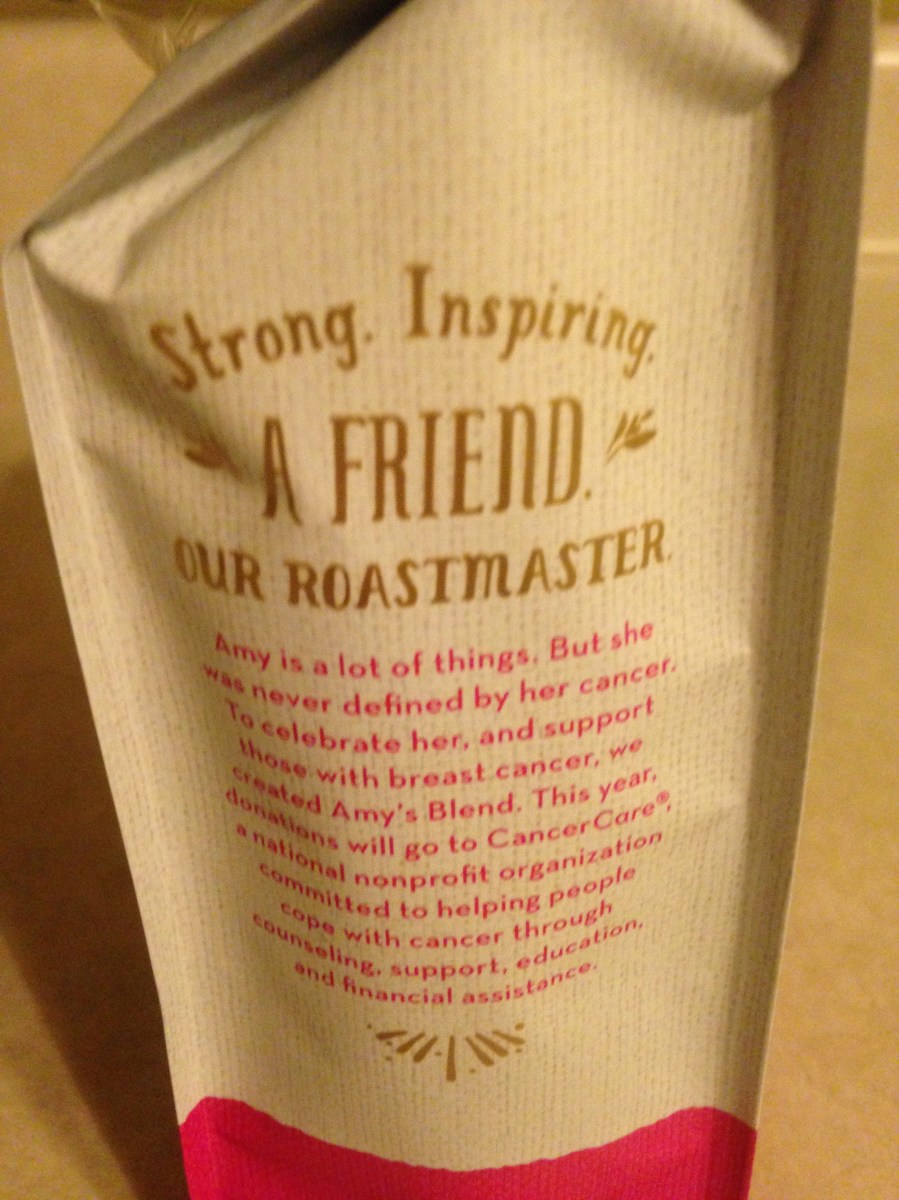 Strong. Inspiring.
A FRIEND.
OUR ROASTMASTER.
Amy is a lot of things. But she
was never defined by her cancer.
To celebrate her, and support
those with breast cancer, we
created Amy's Blend. This year,
donations will go to CancerCare®,
a national nonprofit organization
committed to helping people
cope with cancer through
counseling, support, education,
and financial assistance.